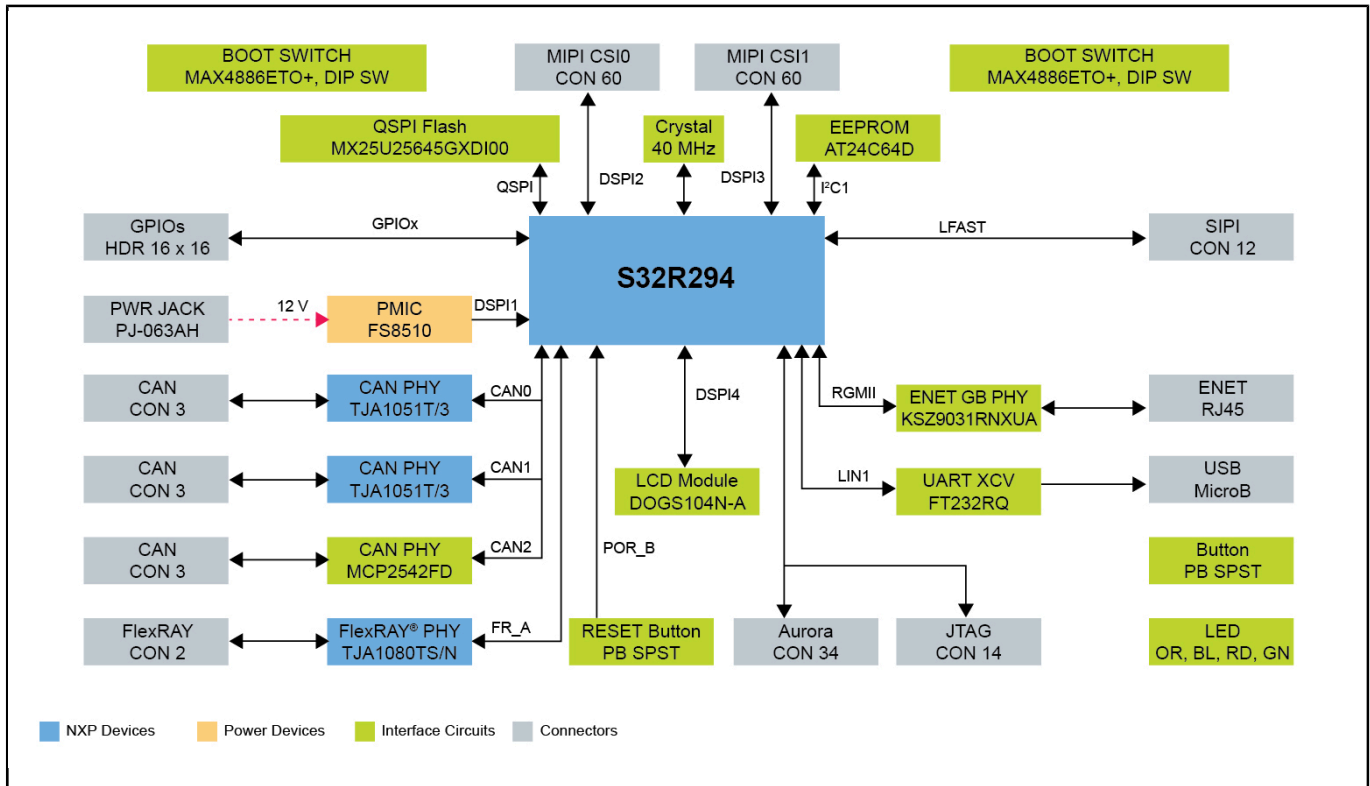 BOOT SWITCH
MAX4886ETO+, DIP SW
MIPI CSI0
CON 60
MIPI CSI1
CON 60
BOOT SWITCH
MAX4886ETO+, DIP SW
QSPI Flash
MX25U25645GXDI00
Crystal
40 MHz
EEPROM
AT24C64D
QSPI
DSPI2
DSPI3
I²C1
GPIOs
HDR 16 x 16
GPIOx
S32R294
LFAST
SIPI
CON 12
PWR JACK
PJ-063AH
12 V
PMIC
FS8510
DSPI1
CAN
CON 3
CAN PHY
TJA1051T/3
CAN0
DSPI4
RGMII
ENET GB PHY
KSZ9031RNXUA
ENET
RJ45
CAN
CON 3
CAN PHY
TJA1051T/3
CAN1
LCD Module
DOGS104N-A
LIN1
UART XCV
FT232RQ
USB
MicroB
CAN
CON 3
CAN PHY
MCP2542FD
CAN2
POR_B
Button
PB SPST
FlexRAY
CON 2
FlexRAY® PHY
TJA1080TS/N
FR_A
RESET Button
PB SPST
Aurora
CON 34
JTAG
CON 14
LED
OR, BL, RD, GN
NXP Devices
Power Devices
Interface Circuits
Connectors